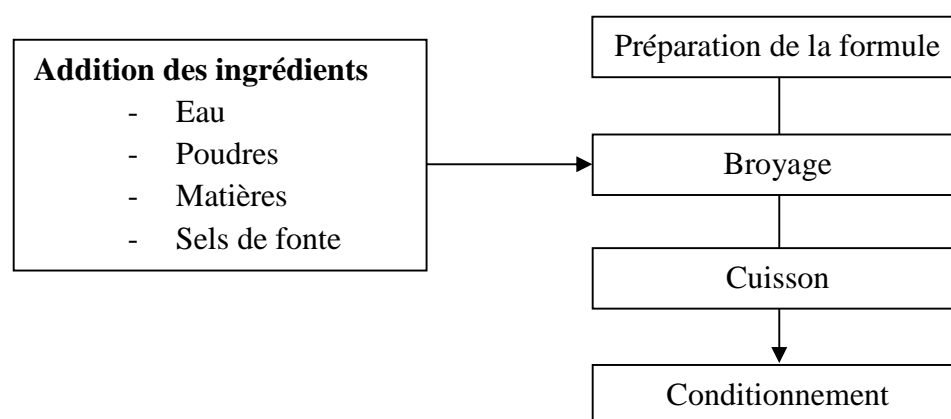 Addition des ingrédients
- Eau
- Poudres
- Matières
- Sels de fonte
Préparation de la formule
Broyage
Cuisson
Conditionnement